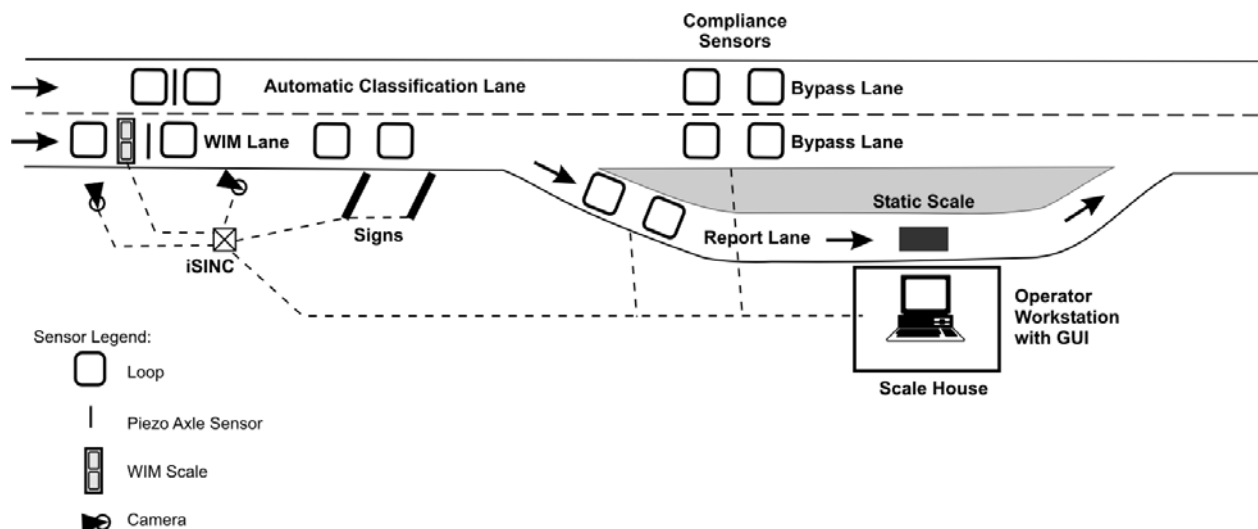 Compliance
Sensors
Automatic Classification Lane
Bypass Lane
WIM Lane
Bypass Lane
Static Scale
Signs
Report Lane
iSINC
Operator
Workstation
with GUI
Scale House
Sensor Legend:
Loop
Piezo Axle Sensor
WIM Scale
Camera